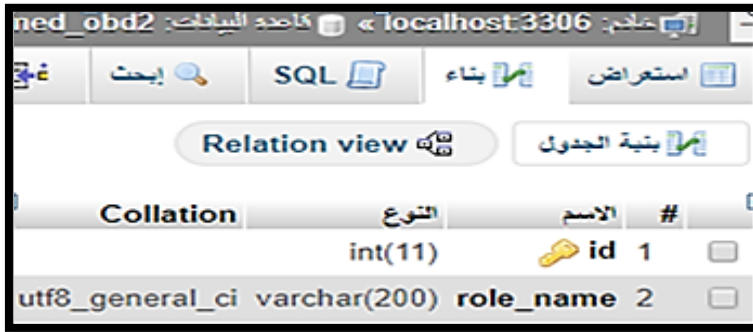 خادم: localhost:3306 » قاعدة البيانات: ned_obd2
استعراض بناء SQL إبحث
بنية الجدول Relation view
# الاسم النوع Collation
1 id int(11)
2 role_name varchar(200) utf8_general_ci